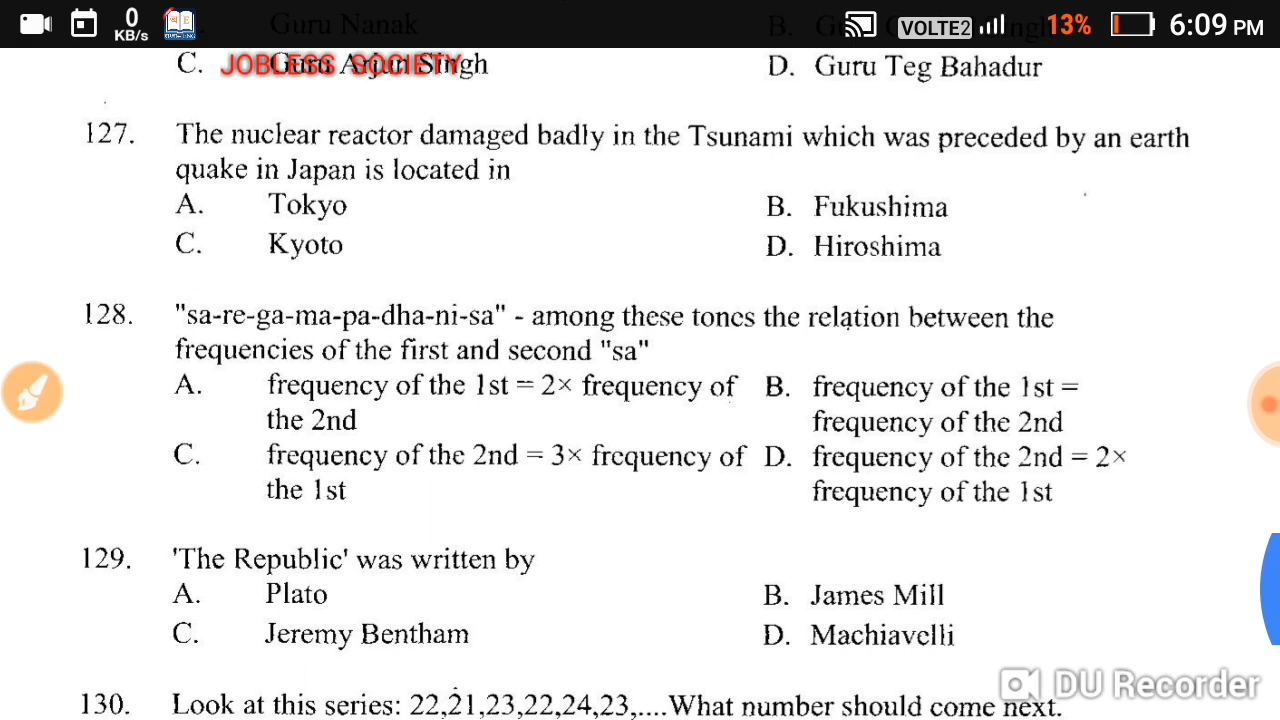 0 KB/s VOLTE2 13% 6:09 PM
Guru Nanak B.
C. Guru Arjun Singh D. Guru Teg Bahadur
JOBLESS SOCIETY
127. The nuclear reactor damaged badly in the Tsunami which was preceded by an earth
quake in Japan is located in
A. Tokyo B. Fukushima
C. Kyoto D. Hiroshima
128. "sa-re-ga-ma-pa-dha-ni-sa" - among these tones the relation between the
frequencies of the first and second "sa"
A. frequency of the 1st = 2× frequency of B. frequency of the 1st =
the 2nd frequency of the 2nd
C. frequency of the 2nd = 3× frequency of D. frequency of the 2nd = 2×
the 1st frequency of the 1st
129. 'The Republic' was written by
A. Plato B. James Mill
C. Jeremy Bentham D. Machiavelli
130. Look at this series: 22,21,23,22,24,23,....What number should come next.
DU Recorder